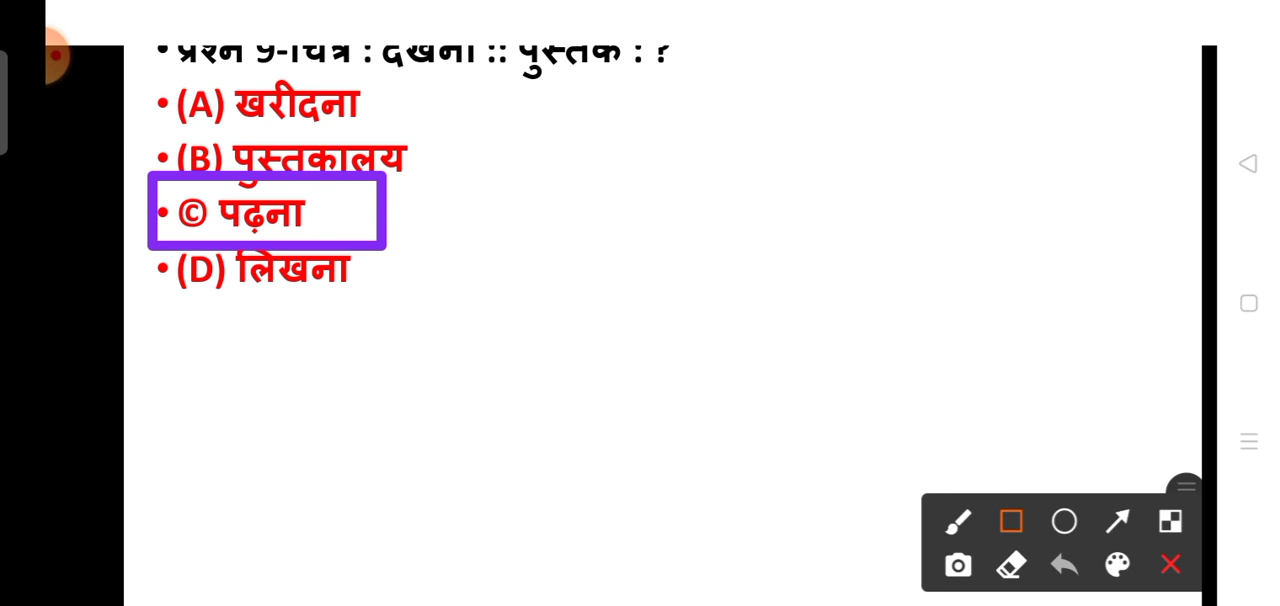 • प्रश्न 9-चित्र : देखना :: पुस्तक : ?
• (A) खरीदना
• (B) पुस्तकालय
• © पढ़ना
• (D) लिखना